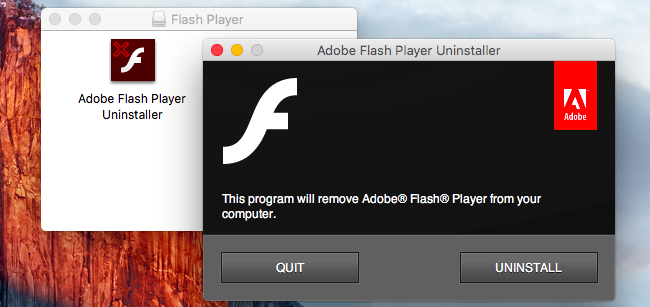 Flash Player
Adobe Flash Player
Uninstaller
Adobe Flash Player Uninstaller
Adobe
This program will remove Adobe® Flash® Player from your
computer.
QUIT
UNINSTALL